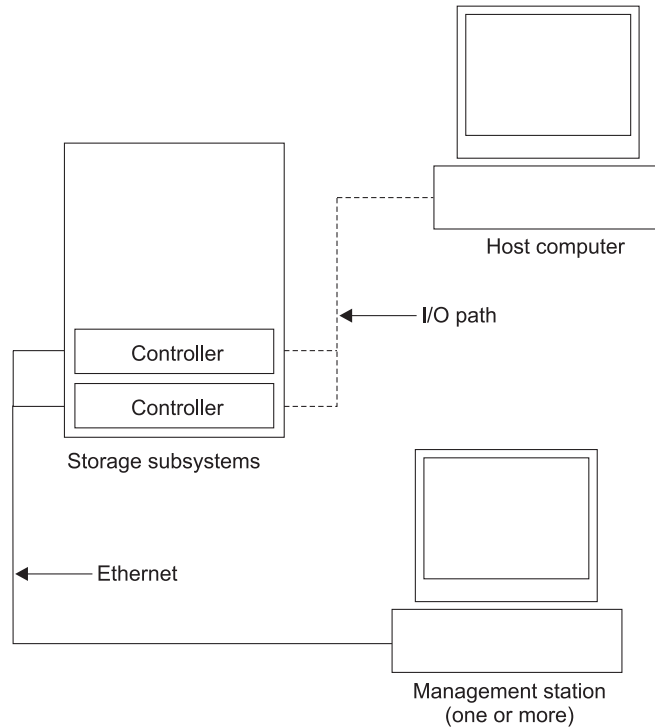 Host computer
I/O path
Controller
Controller
Storage subsystems
Ethernet
Management station
(one or more)